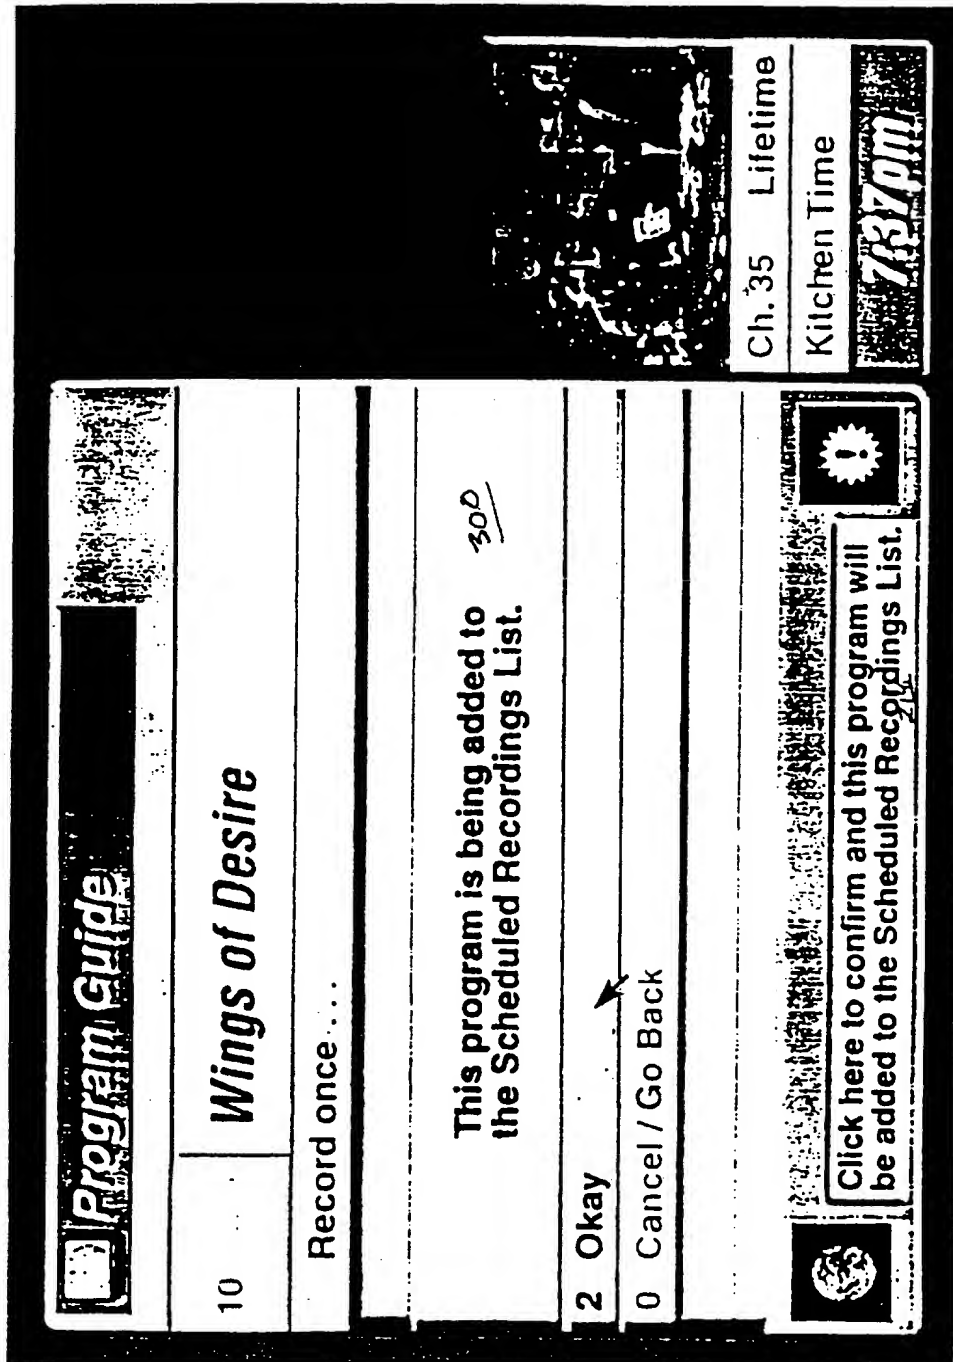 Program Guide
10 Wings of Desire
Record once...
This program is being added to
the Scheduled Recordings List.
300
2 Okay
0 Cancel / Go Back
Click here to confirm and this program will
be added to the Scheduled Recordings List.
Ch. 35 Lifetime
Kitchen Time
7:37pm